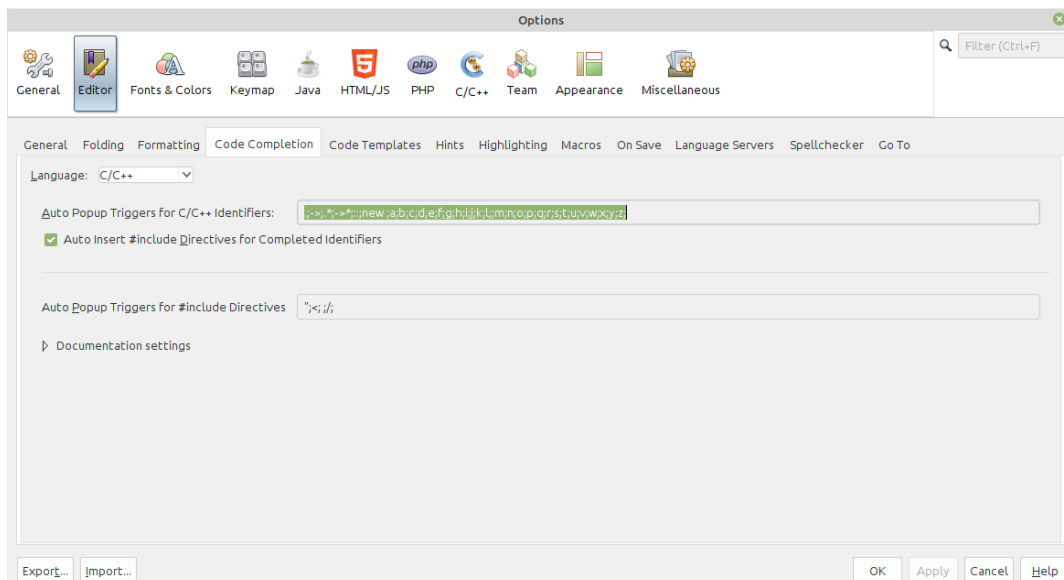 Options
Filter (Ctrl+F)
General Editor Fonts & Colors Keymap Java HTML/JS PHP C/C++ Team Appearance Miscellaneous
General Folding Formatting Code Completion Code Templates Hints Highlighting Macros On Save Language Servers Spellchecker Go To
Language: C/C++
Auto Popup Triggers for C/C++ Identifiers: .;->;.*;->*;::;new ;a;b;c;d;e;f;g;h;i;j;k;l;;m;n;o;p;q;r;s;t;u;v;w;x;y;z;
Auto Insert #include Directives for Completed Identifiers
Auto Popup Triggers for #include Directives ";<; ;/;
Documentation settings
Export... Import... OK Apply Cancel Help